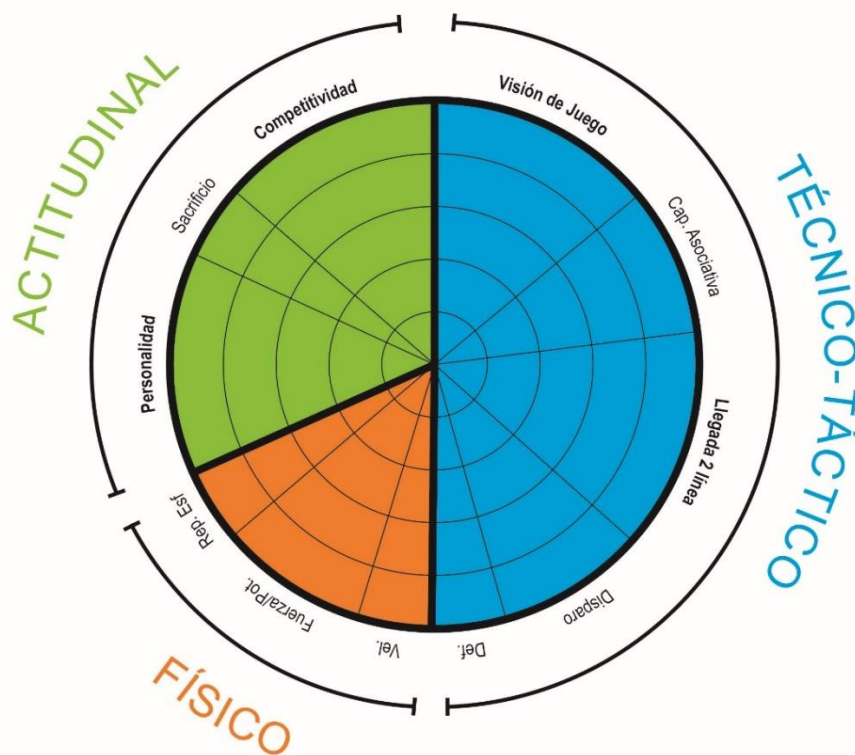 ACTITUDINAL
Competitividad
Sacrificio
Personalidad
TÉCNICO-TÁCTICO
Visión de Juego
Cap. Asociativa
Llegada 2 línea
Disparo
Def.
FÍSICO
Vel.
Fuerza/Pot.
Rep. Esf